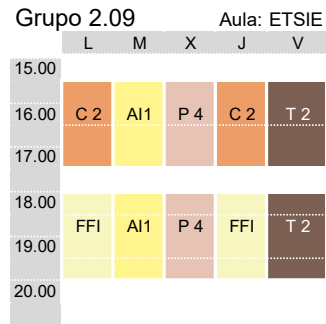 Grupo 2.09 Aula: ETSIE
L M X J V
15.00
16.00 C 2 AI1 P 4 C 2 T 2
17.00
18.00
FFI AI1 P 4 FFI T 2
19.00
20.00